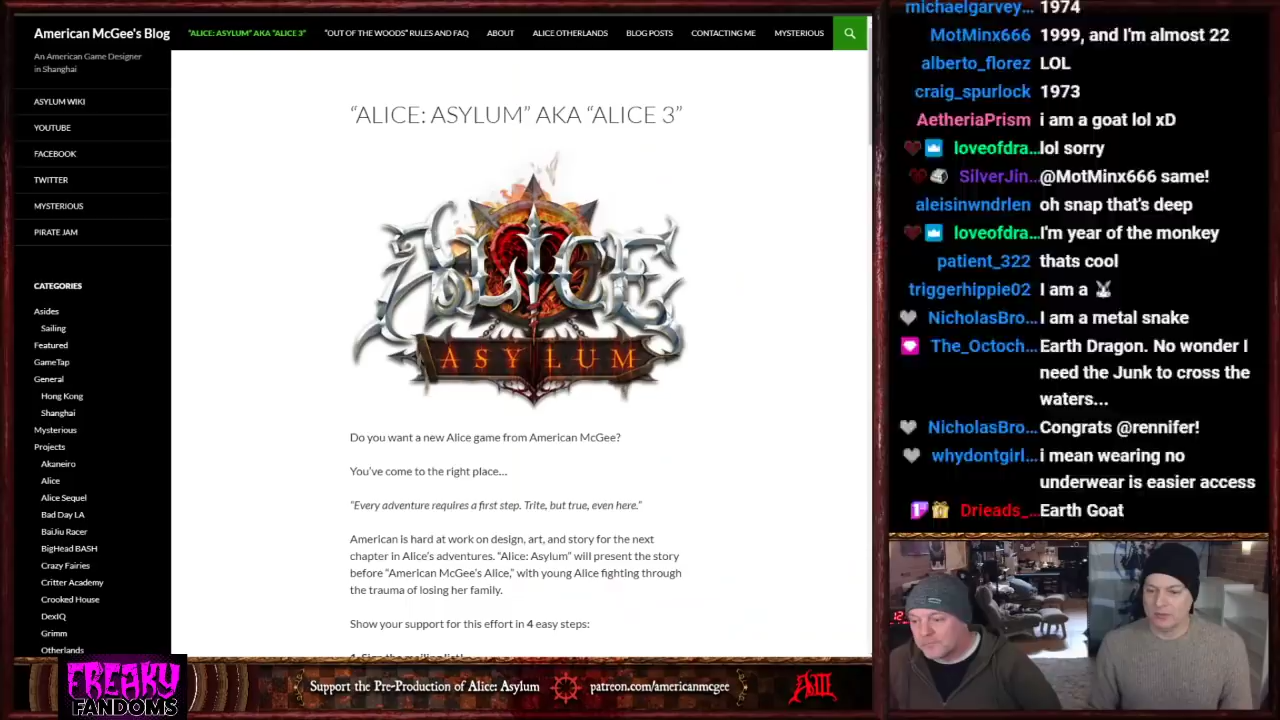 American McGee's Blog
"ALICE: ASYLUM" AKA "ALICE 3"
"OUT OF THE WOODS" RULES AND FAQ
ABOUT
ALICE OTHERLANDS
BLOG POSTS
CONTACTING ME
MYSTERIOUS
An American Game Designer
in Shanghai
ASYLUM WIKI
YOUTUBE
FACEBOOK
TWITTER
MYSTERIOUS
PIRATE JAM
CATEGORIES
Asides
Sailing
Featured
GameTap
General
Hong Kong
Shanghai
Mysterious
Projects
Akaneiro
Alice
Alice Sequel
Bad Day LA
BaiJiu Racer
BigHead BASH
Crazy Fairies
Critter Academy
Crooked House
DexIQ
Grimm
Otherlands
"ALICE: ASYLUM" AKA "ALICE 3"
ALICE
ASYLUM
Do you want a new Alice game from American McGee?
You've come to the right place…
"Every adventure requires a first step. Trite, but true, even here."
American is hard at work on design, art, and story for the next
chapter in Alice's adventures. "Alice: Asylum" will present the story
before "American McGee's Alice," with young Alice fighting through
the trauma of losing her family.
Show your support for this effort in 4 easy steps:
1. Sign the mailing list!
michaelgarvey… 1974
MotMinx666 1999, and I'm almost 22
alberto_florez LOL
craig_spurlock 1973
AetheriaPrism i am a goat lol xD
loveofdra… lol sorry
SilverJin… @MotMinx666 same!
aleisinwndrlen oh snap that's deep
loveofdra… I'm year of the monkey
patient_322 thats cool
triggerhippie02 I am a
NicholasBro… I am a metal snake
The_Octoch… Earth Dragon. No wonder I
need the Junk to cross the
waters...
NicholasBro… Congrats @rennifer!
whydontgirl… i mean wearing no
underwear is easier access
Drieads_… Earth Goat
12
FREAKY
FANDOMS
Support the Pre-Production of Alice: Asylum
patreon.com/americanmcgee